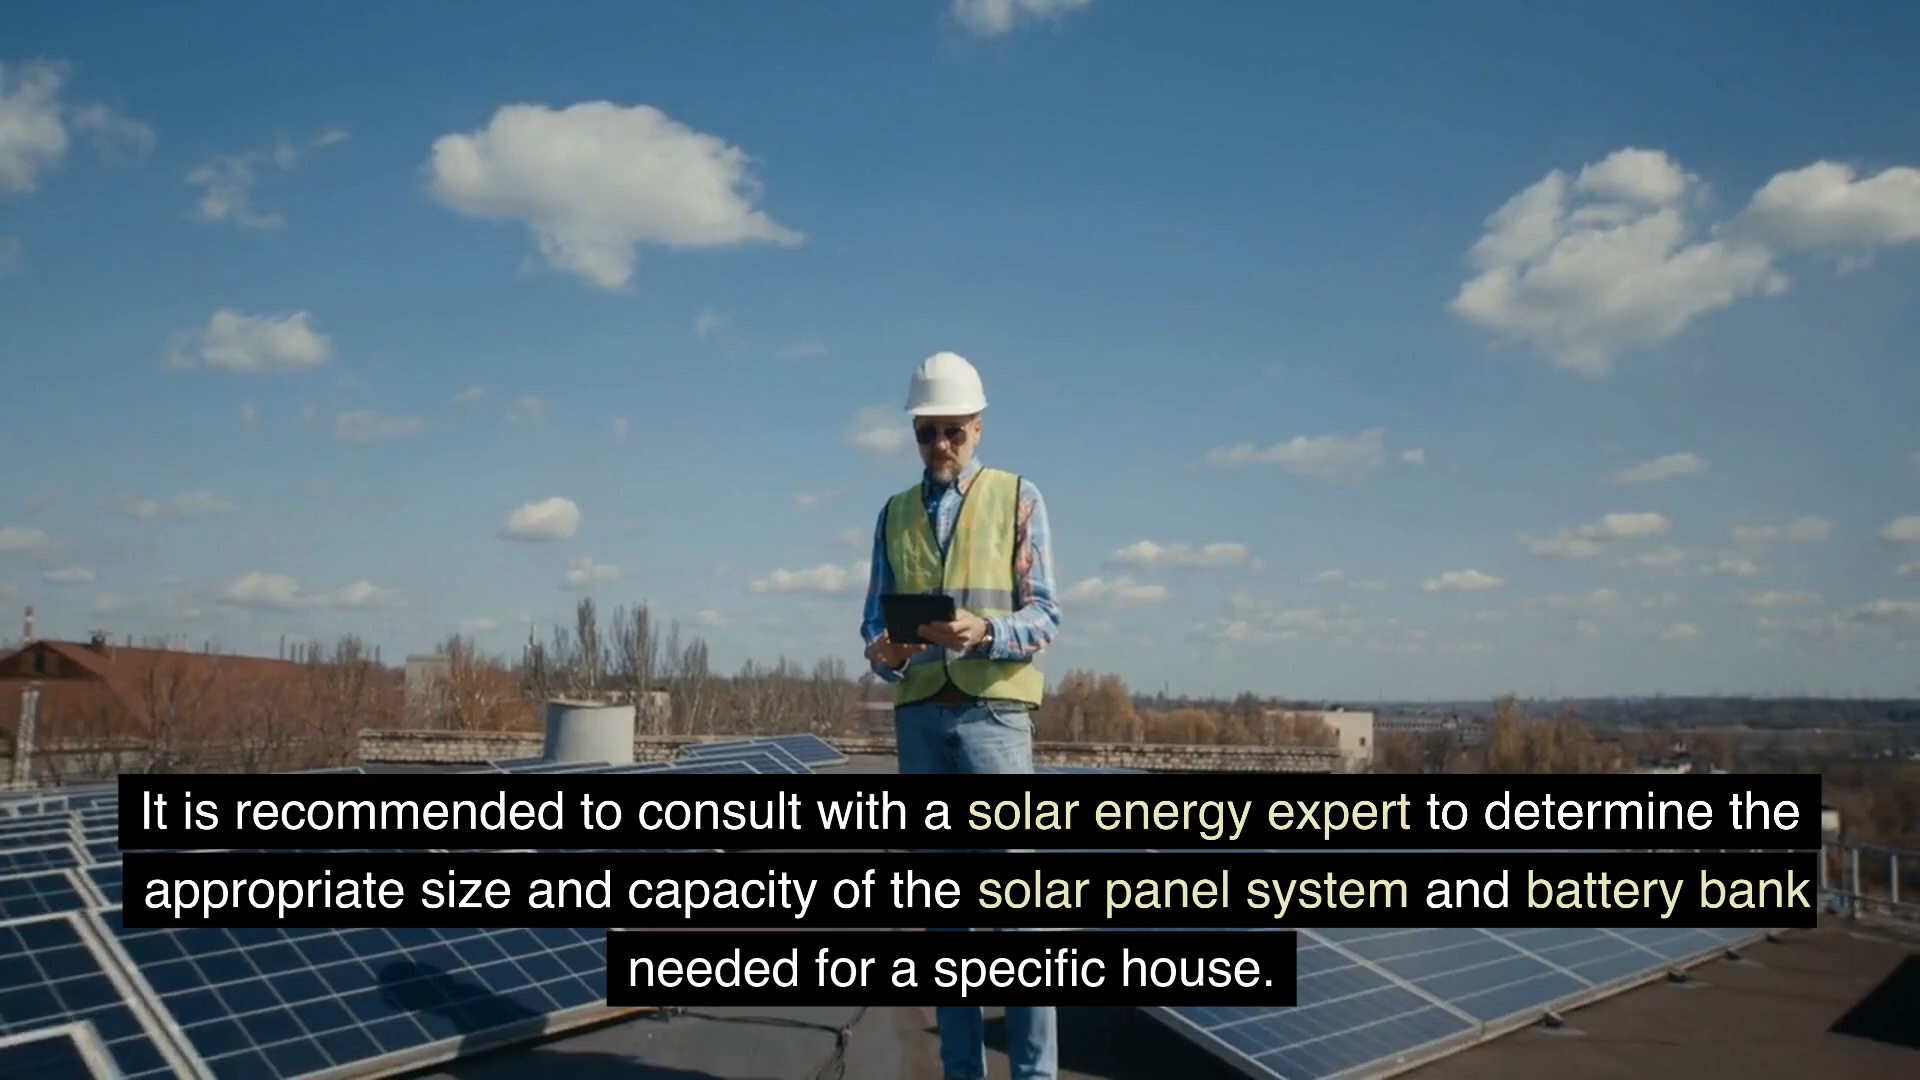 It is recommended to consult with a solar energy expert to determine the
appropriate size and capacity of the solar panel system and battery bank
needed for a specific house.